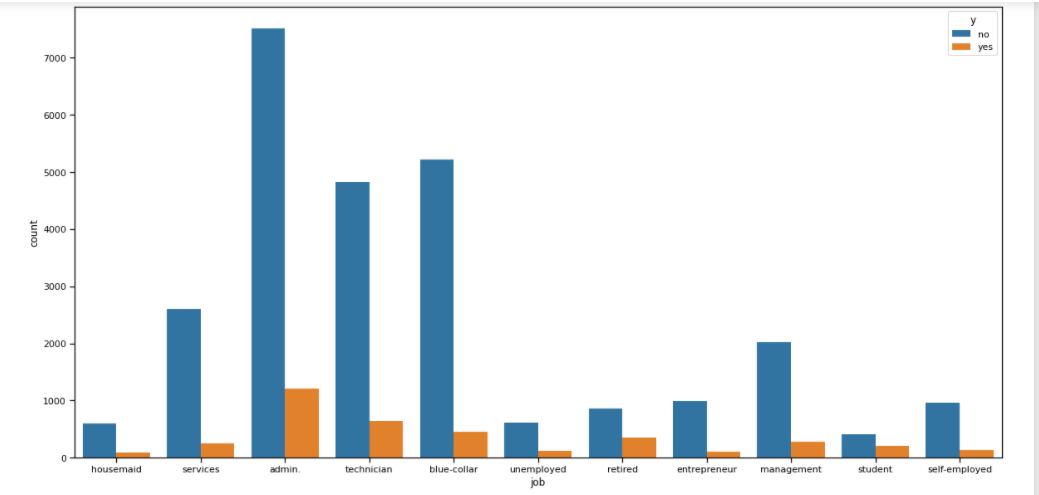 y
no
yes
7000
6000
5000
4000
3000
2000
1000
0
count
housemaid services admin. technician blue-collar unemployed retired entrepreneur management student self-employed
job